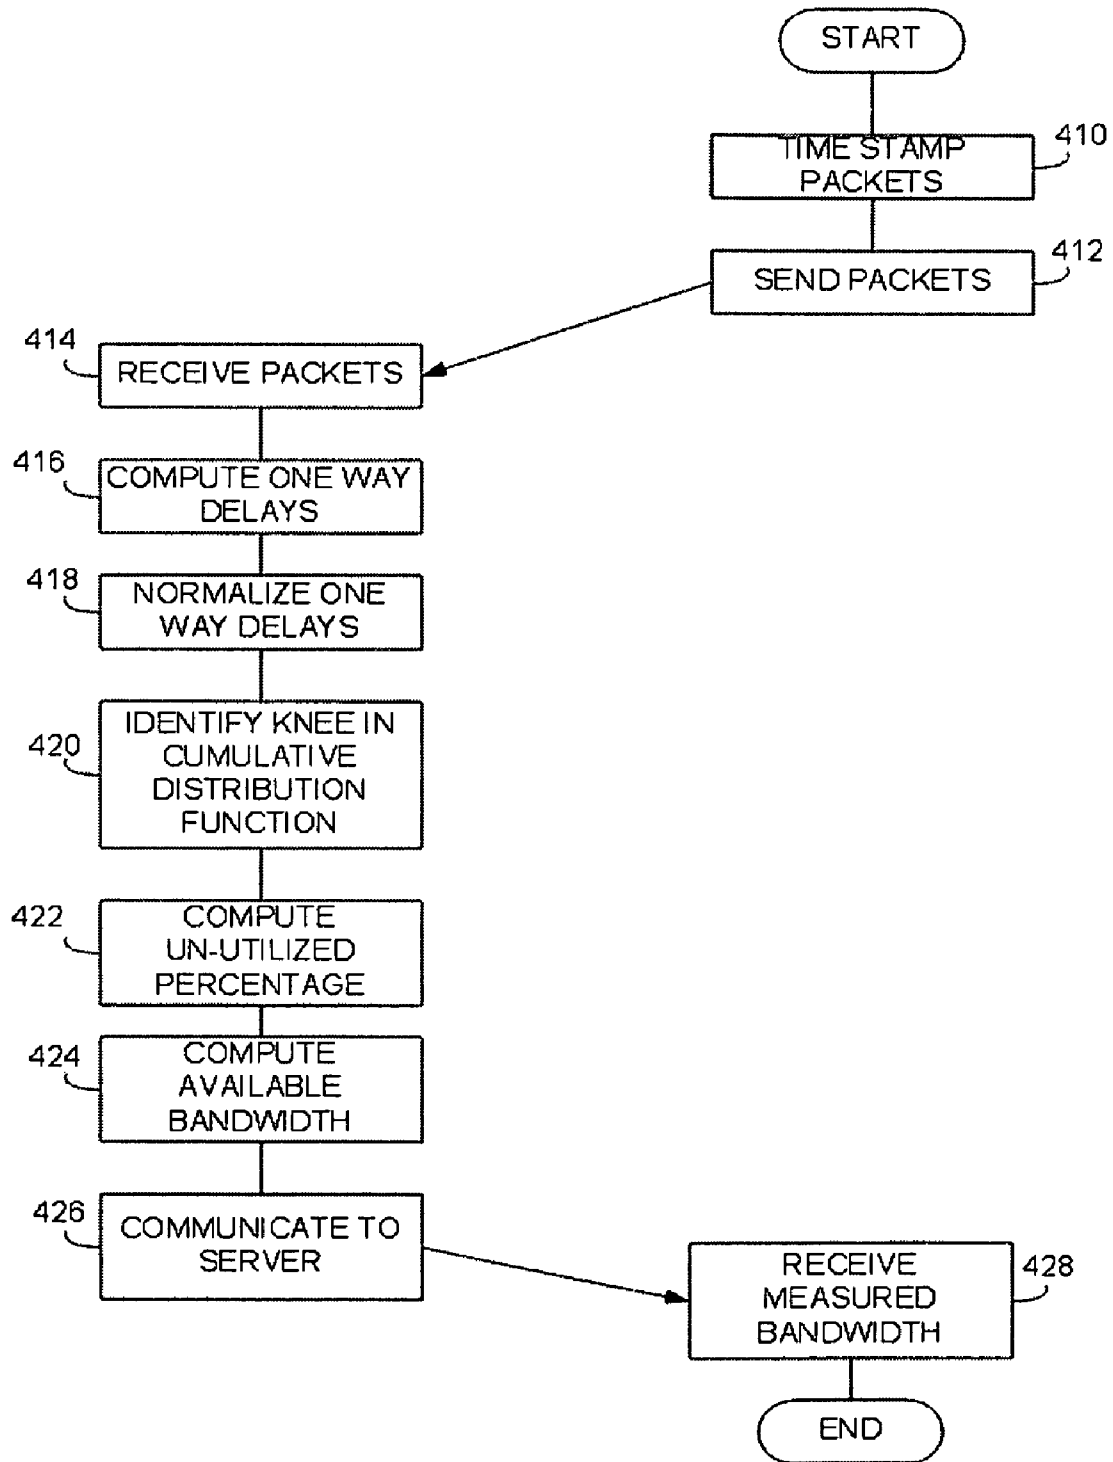 START
410
TIME STAMP
PACKETS
412
SEND PACKETS
414
RECEIVE PACKETS
416
COMPUTE ONE WAY
DELAYS
418
NORMALIZE ONE
WAY DELAYS
420
IDENTIFY KNEE IN
CUMULATIVE
DISTRIBUTION
FUNCTION
422
COMPUTE
UN-UTILIZED
PERCENTAGE
424
COMPUTE
AVAILABLE
BANDWIDTH
426
COMMUNICATE TO
SERVER
428
RECEIVE
MEASURED
BANDWIDTH
END